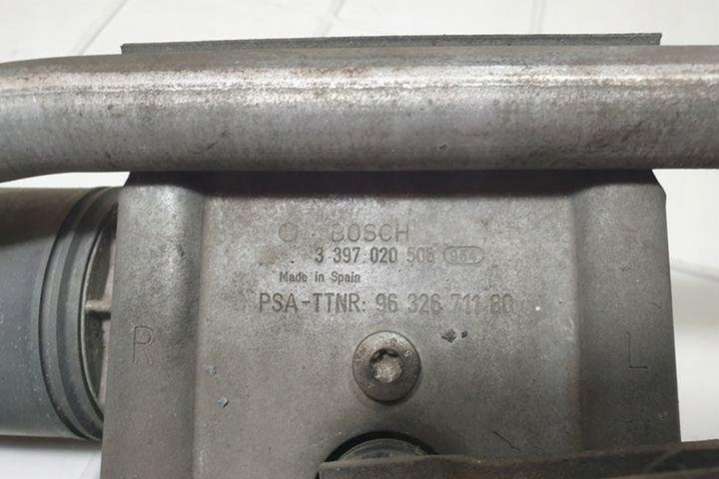 BOSCH
3 397 020 508
Made in Spain
PSA-TTNR: 96 326 711 80
R
L